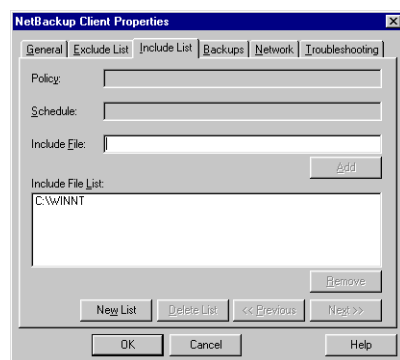 NetBackup Client Properties
General Exclude List Include List Backups Network Troubleshooting
Policy:
Schedule:
Include File:
Add
Include File List:
C:\WINNT
Remove
New List Delete List << Previous Next >>
OK Cancel Help